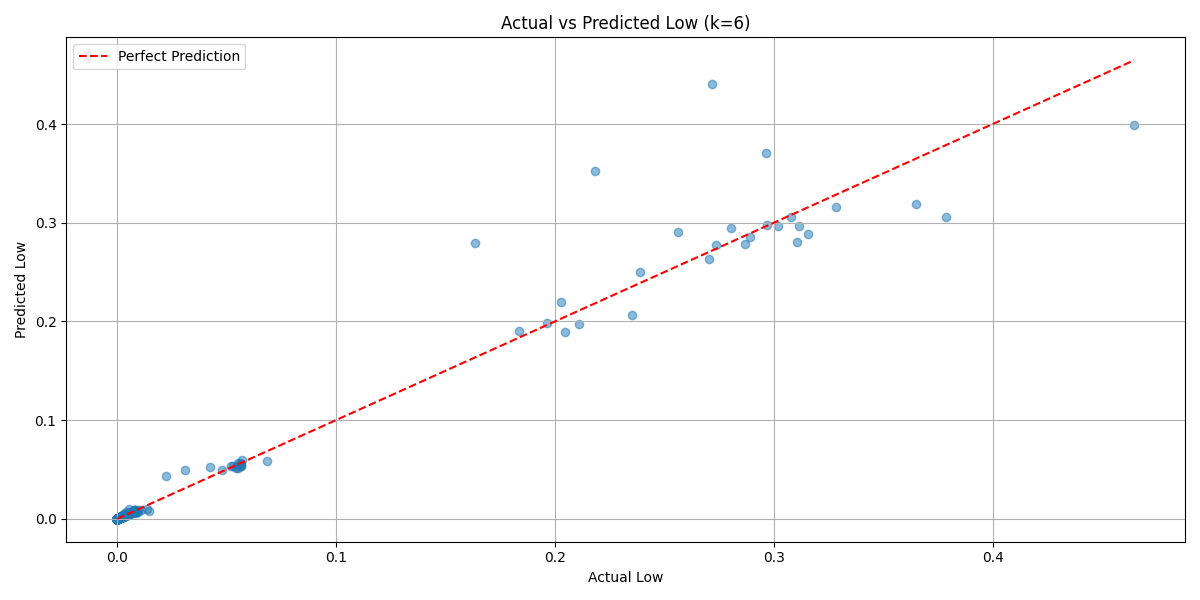 Actual vs Predicted Low (k=6)
Perfect Prediction
Predicted Low
0.4
0.3
0.2
0.1
0.0
0.0 0.1 0.2 0.3 0.4
Actual Low